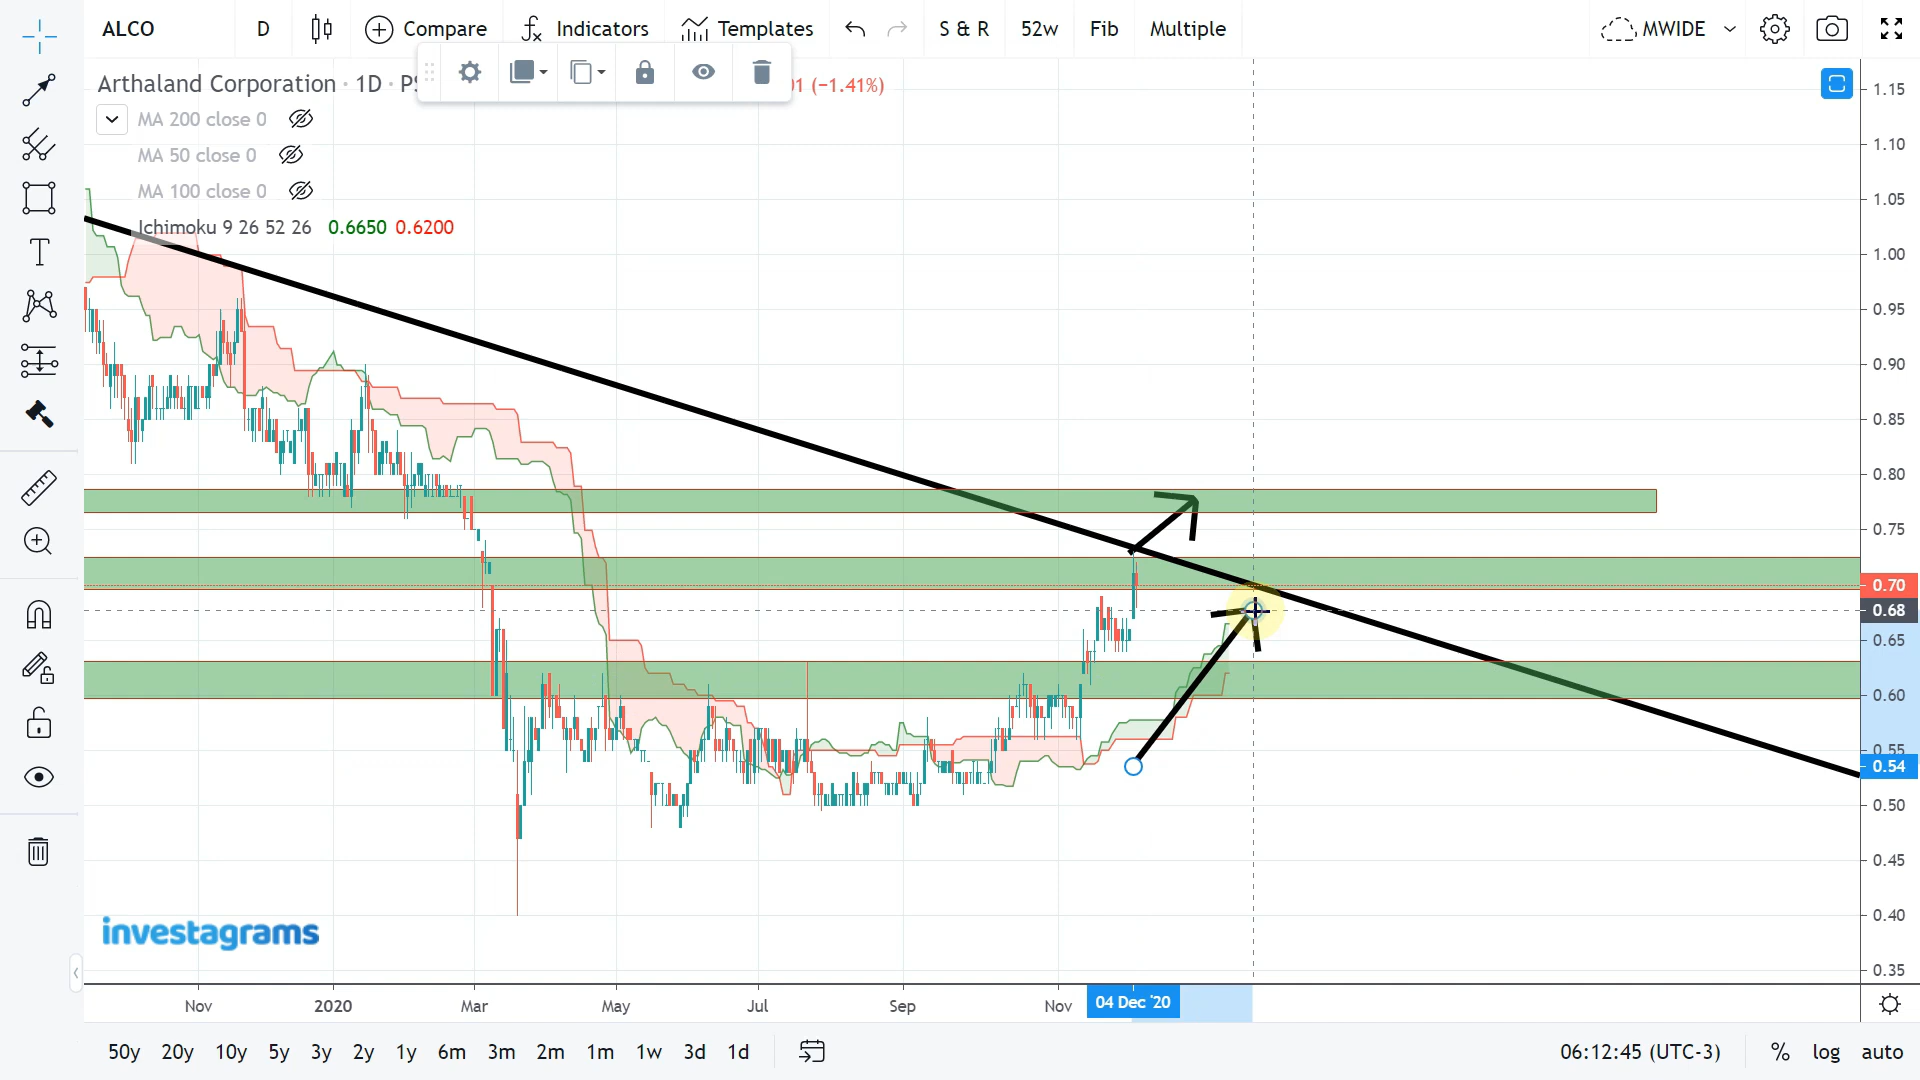 ALCO D Compare Indicators Templates S & R 52w Fib Multiple MWIDE
Arthaland Corporation · 1D · 01 (−1.41%)
MA 200 close 0
MA 50 close 0
MA 100 close 0
Ichimoku 9 26 52 26 0.6650 0.6200
1.15
1.10
1.05
1.00
0.95
0.90
0.85
0.80
0.75
0.70
0.68
0.65
0.60
0.55
0.54
0.50
0.45
0.40
0.35
investagrams
Nov 2020 Mar May Jul Sep Nov 04 Dec '20
50y 20y 10y 5y 3y 2y 1y 6m 3m 2m 1m 1w 3d 1d 06:12:45 (UTC-3) % log auto